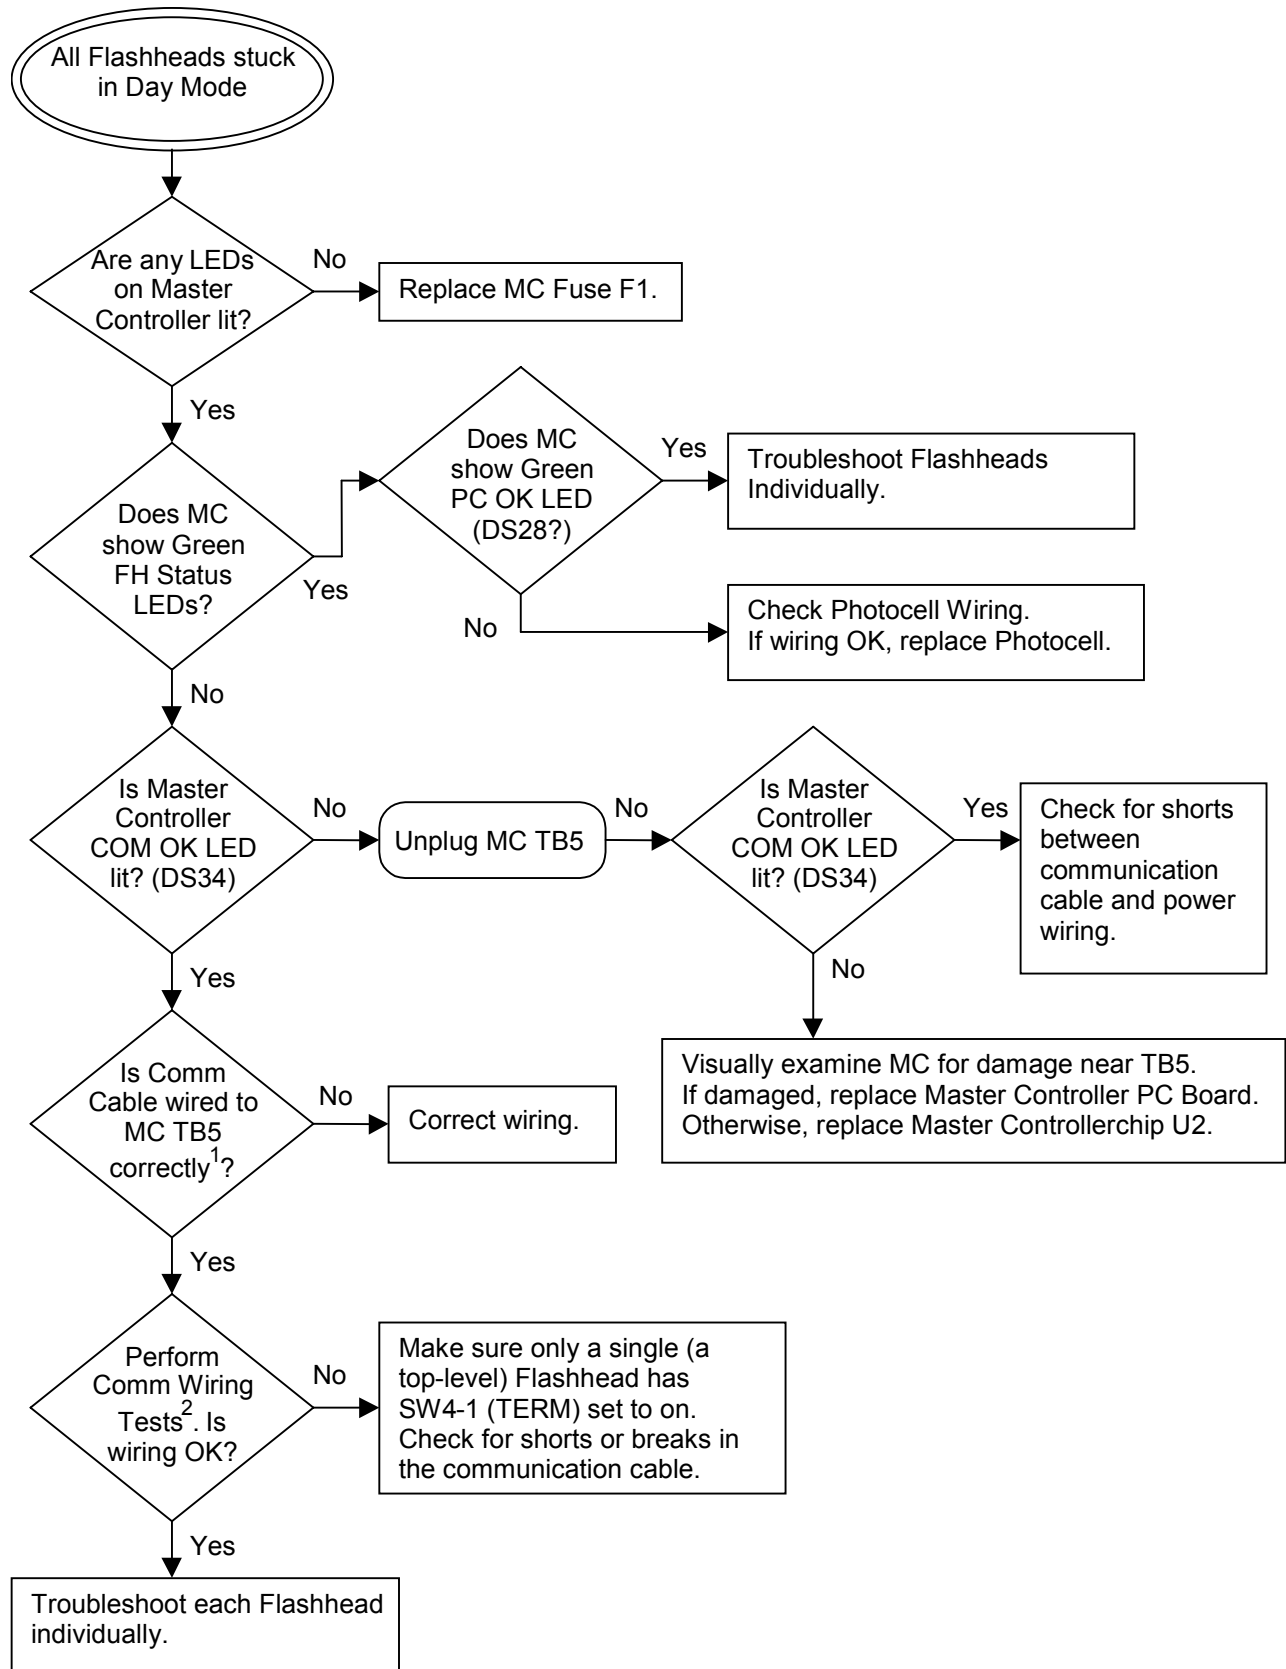 All Flashheads stuck
in Day Mode
Are any LEDs
on Master
Controller lit?
No
Replace MC Fuse F1.
Yes
Does MC
show Green
FH Status
LEDs?
Yes
Does MC
show Green
PC OK LED
(DS28?)
Yes
Troubleshoot Flashheads
Individually.
No
Check Photocell Wiring.
If wiring OK, replace Photocell.
No
Is Master
Controller
COM OK LED
lit? (DS34)
No
Unplug MC TB5
No
Is Master
Controller
COM OK LED
lit? (DS34)
Yes
Check for shorts
between
communication
cable and power
wiring.
No
Visually examine MC for damage near TB5.
If damaged, replace Master Controller PC Board.
Otherwise, replace Master Controllerchip U2.
Yes
Is Comm
Cable wired to
MC TB5
correctly1?
No
Correct wiring.
Yes
Perform
Comm Wiring
Tests2. Is
wiring OK?
No
Make sure only a single (a
top-level) Flashhead has
SW4-1 (TERM) set to on.
Check for shorts or breaks in
the communication cable.
Yes
Troubleshoot each Flashhead
individually.